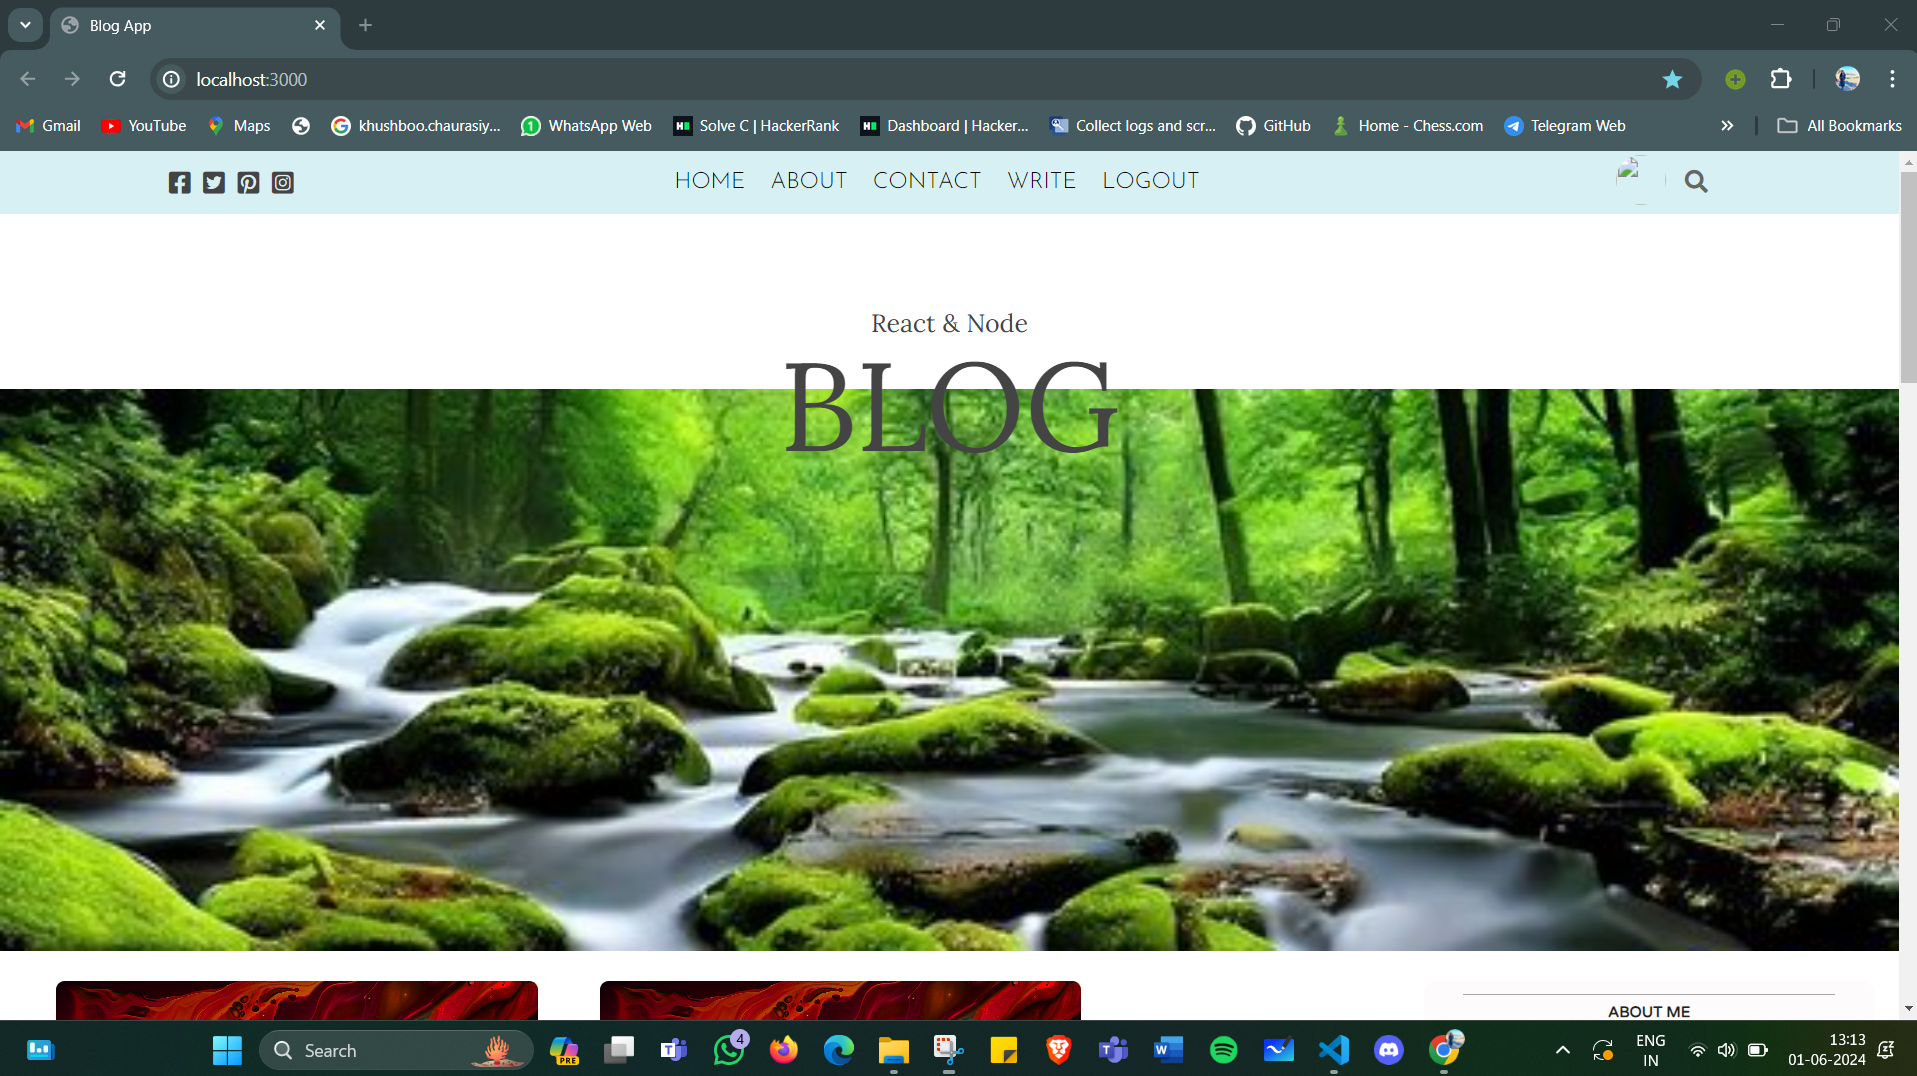 Blog App
localhost:3000
Gmail YouTube Maps khushboo.chaurasiy... WhatsApp Web Solve C | HackerRank Dashboard | Hacker... Collect logs and scr... GitHub Home - Chess.com Telegram Web » All Bookmarks
HOME ABOUT CONTACT WRITE LOGOUT
React & Node
BLOG
ABOUT ME
Search
PRE
4
ENG
IN
13:13
01-06-2024